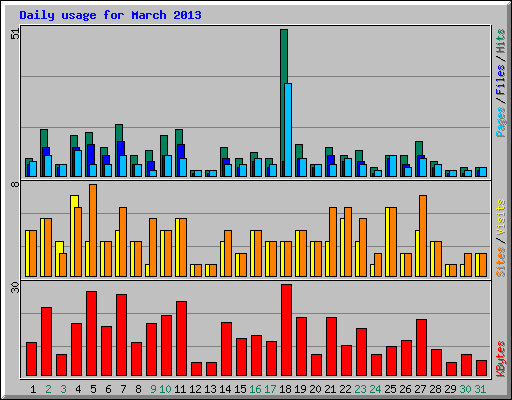 Daily usage for March 2013
51
Pages / Files / Hits
8
Sites / Visits
30
KBytes
1 2 3 4 5 6 7 8 9 10 11 12 13 14 15 16 17 18 19 20 21 22 23 24 25 26 27 28 29 30 31